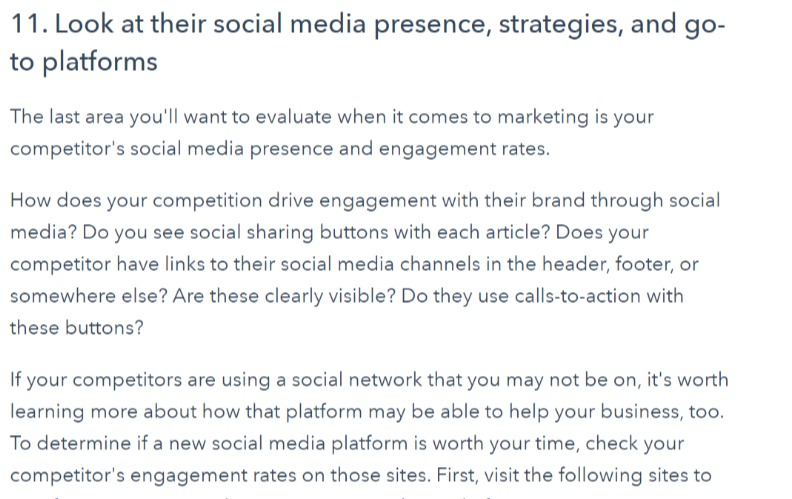 11. Look at their social media presence, strategies, and go-
to platforms
The last area you'll want to evaluate when it comes to marketing is your
competitor's social media presence and engagement rates.
How does your competition drive engagement with their brand through social
media? Do you see social sharing buttons with each article? Does your
competitor have links to their social media channels in the header, footer, or
somewhere else? Are these clearly visible? Do they use calls-to-action with
these buttons?
If your competitors are using a social network that you may not be on, it's worth
learning more about how that platform may be able to help your business, too.
To determine if a new social media platform is worth your time, check your
competitor's engagement rates on those sites. First, visit the following sites to